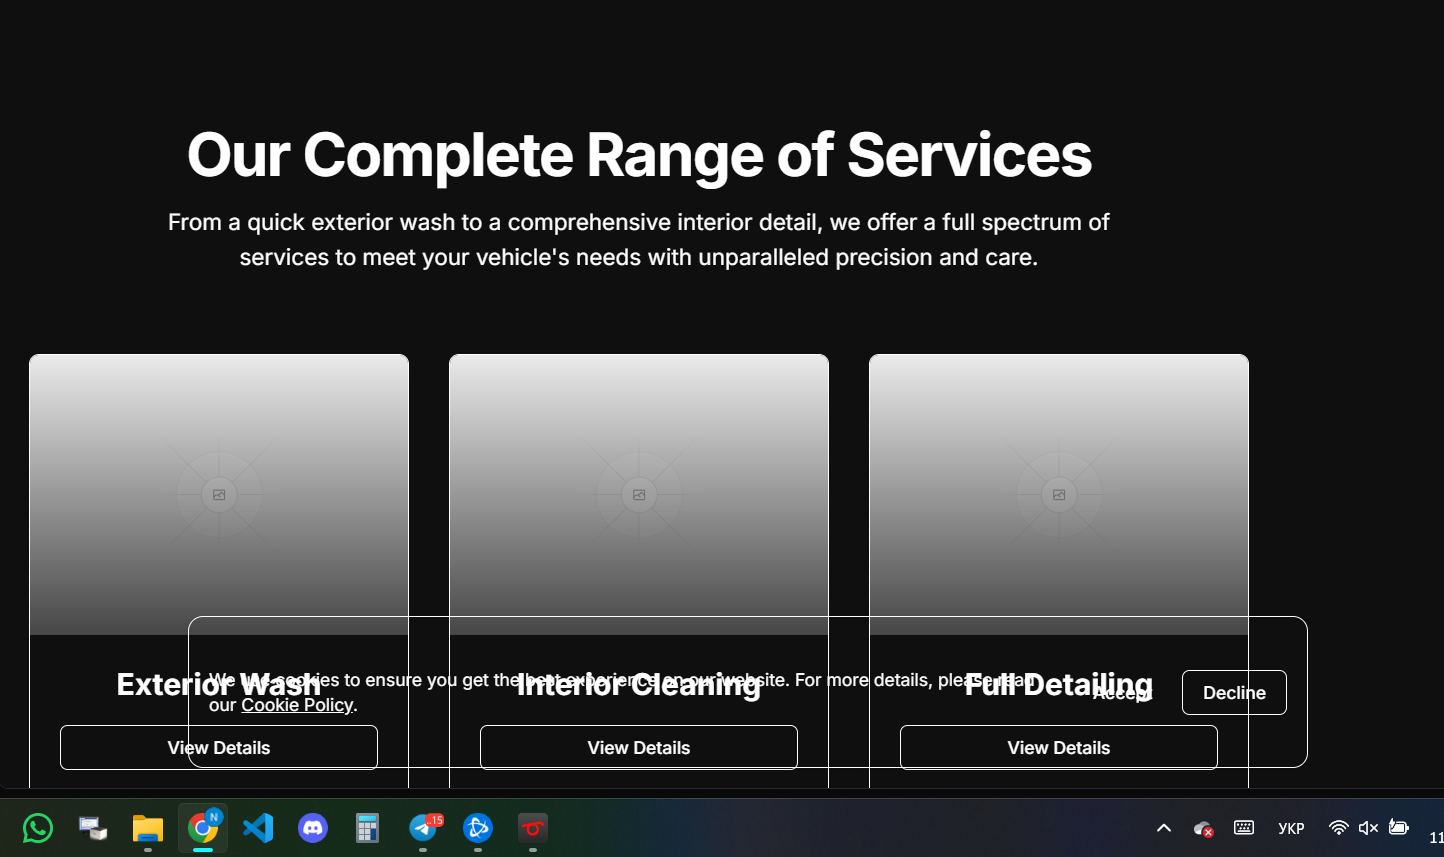 Our Complete Range of Services
From a quick exterior wash to a comprehensive interior detail, we offer a full spectrum of
services to meet your vehicle's needs with unparalleled precision and care.
Exterior Wash
Interior Cleaning
Full Detailing
We use cookies to ensure you get the best experience on our website. For more details, please read
our Cookie Policy.
Accept
Decline
View Details
View Details
View Details
N
..15
УКР
11